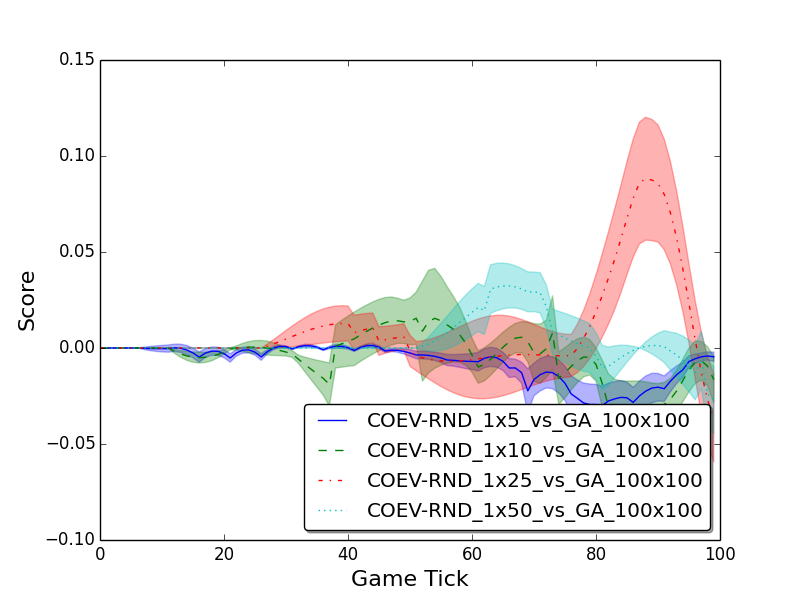 0.15
0.10
0.05
0.00
−0.05
−0.10
Score
COEV-RND_1x5_vs_GA_100x100
COEV-RND_1x10_vs_GA_100x100
COEV-RND_1x25_vs_GA_100x100
COEV-RND_1x50_vs_GA_100x100
0 20 40 60 80 100
Game Tick